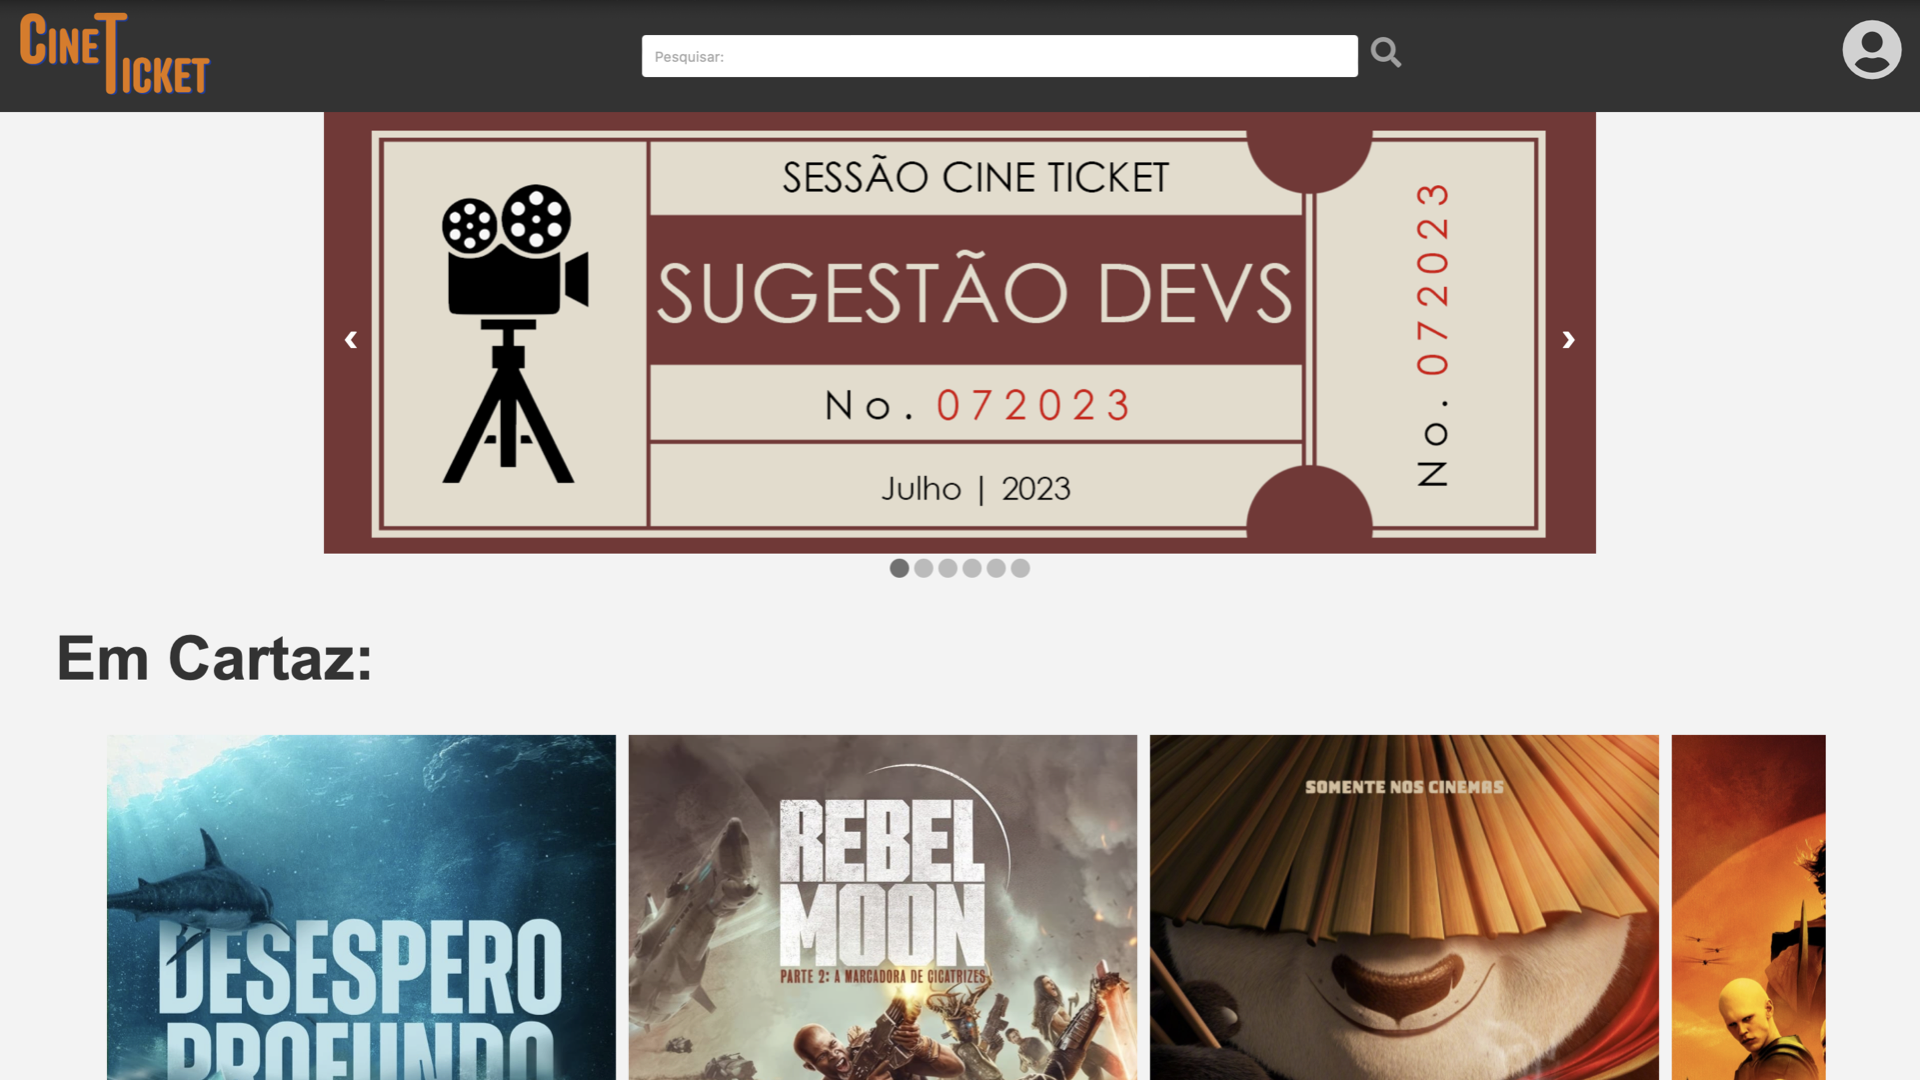 CINE TICKET
Pesquisar:
SESSÃO CINE TICKET
SUGESTÃO DEVS
No. 072023
Julho | 2023
No. 072023
‹
›
Em Cartaz:
DESESPERO
PROFUNDO
REBEL
MOON
PARTE 2: A MARCADORA DE CICATRIZES
SOMENTE NOS CINEMAS